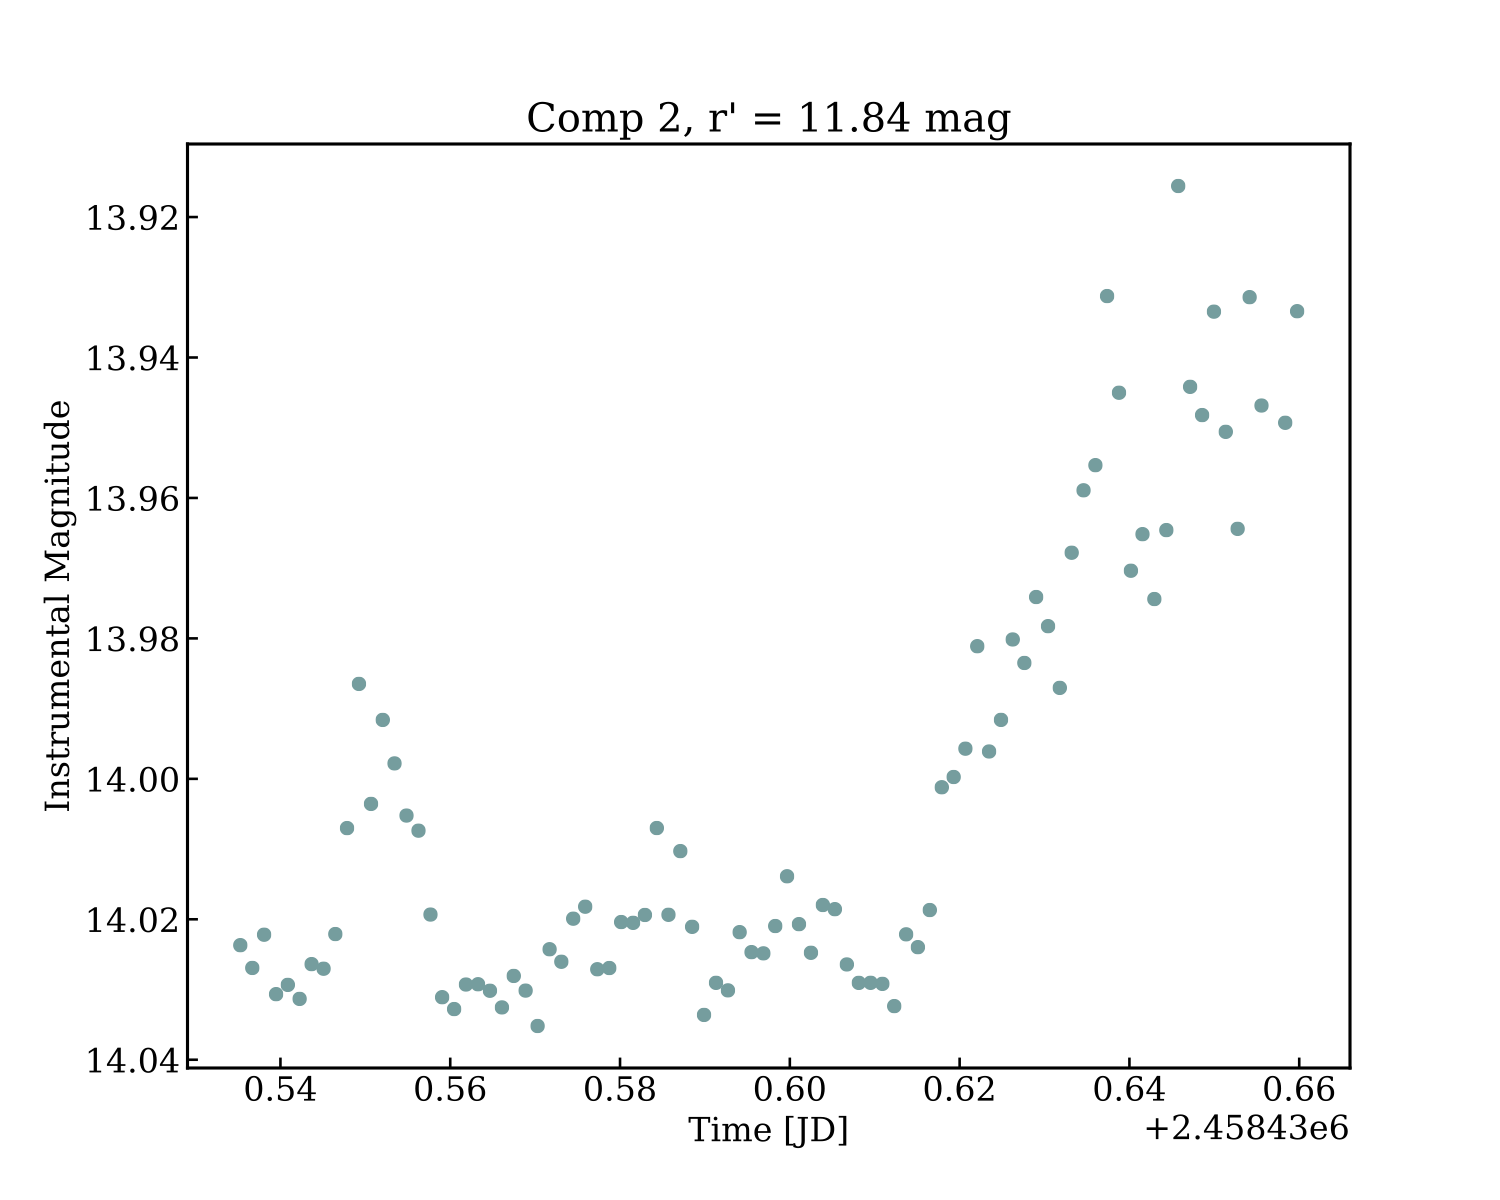 Comp 2, r' = 11.84 mag
13.92
13.94
13.96
13.98
14.00
14.02
14.04
Instrumental Magnitude
0.54 0.56 0.58 0.60 0.62 0.64 0.66
Time [JD]
+2.45843e6